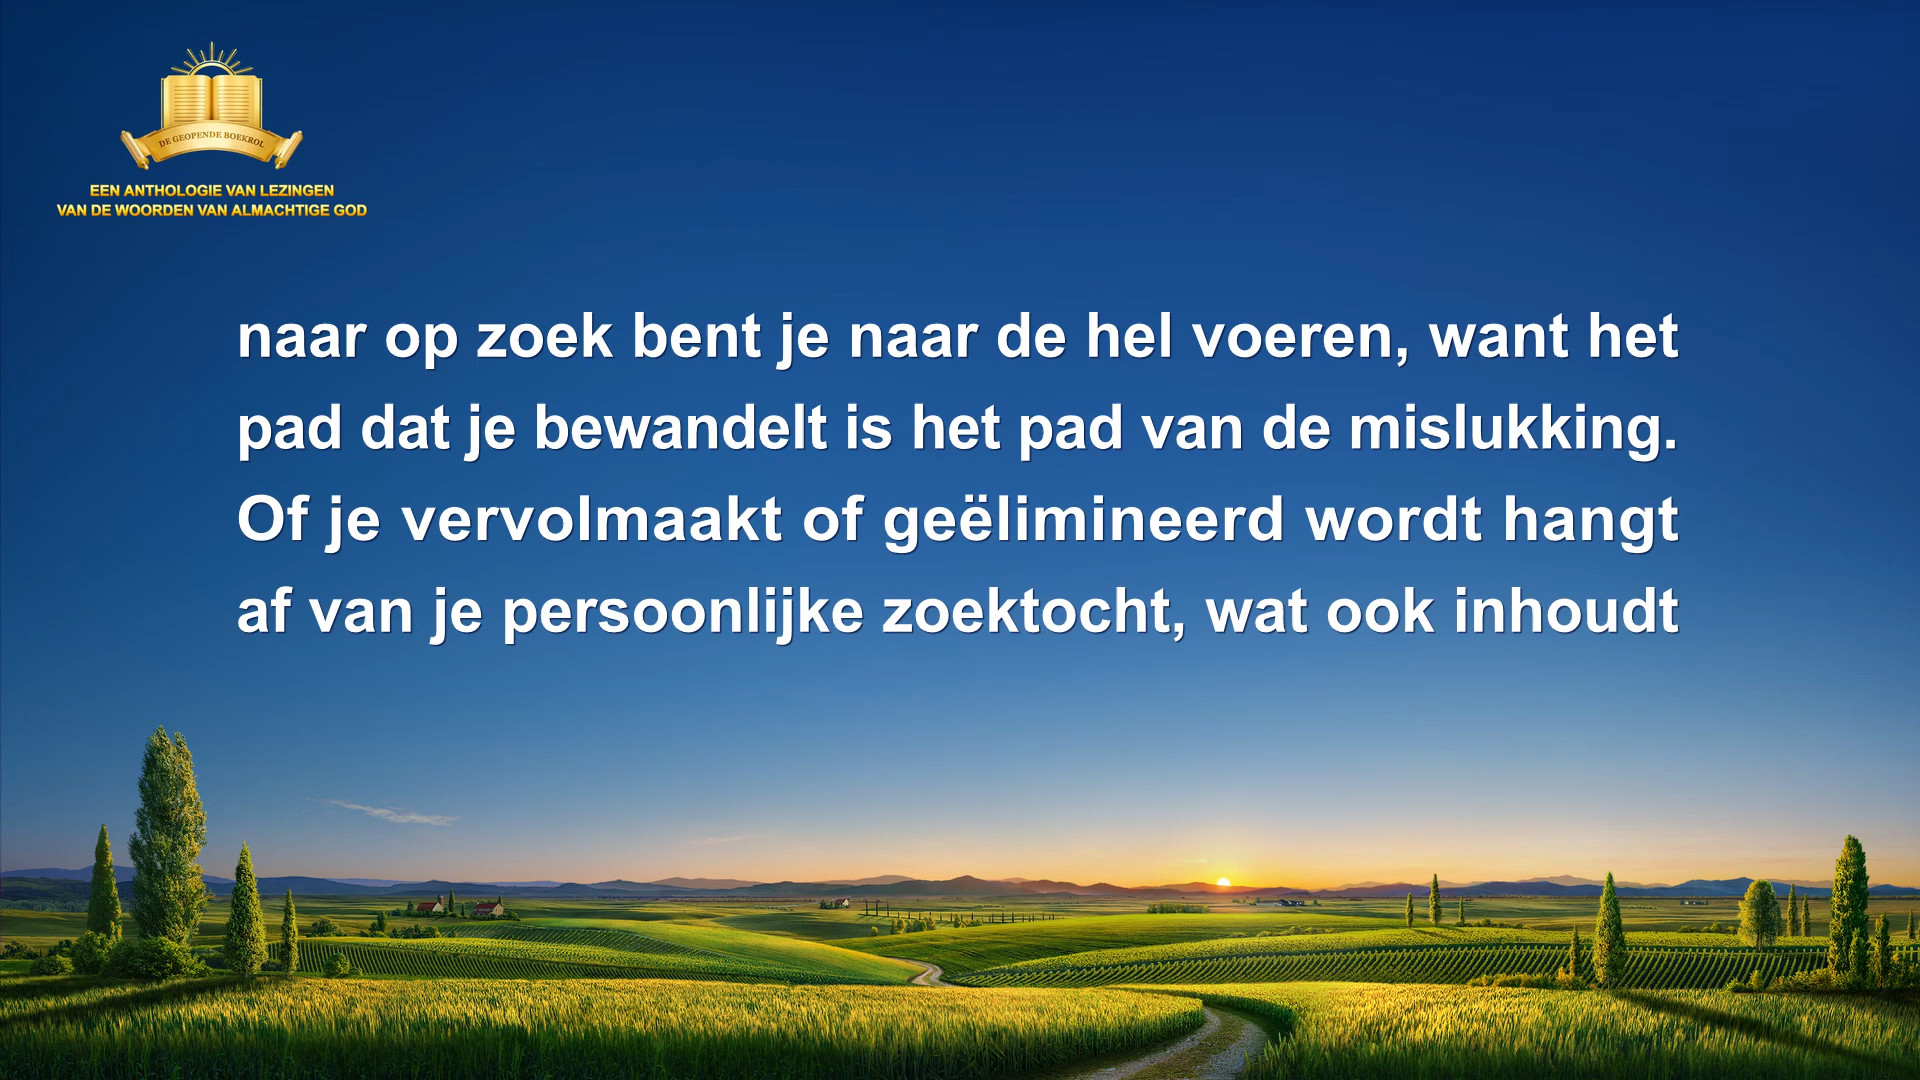 DE GEOPENDE BOEKROL
EEN ANTHOLOGIE VAN LEZINGEN
VAN DE WOORDEN VAN ALMACHTIGE GOD
naar op zoek bent je naar de hel voeren, want het
pad dat je bewandelt is het pad van de mislukking.
Of je vervolmaakt of geëlimineerd wordt hangt
af van je persoonlijke zoektocht, wat ook inhoudt